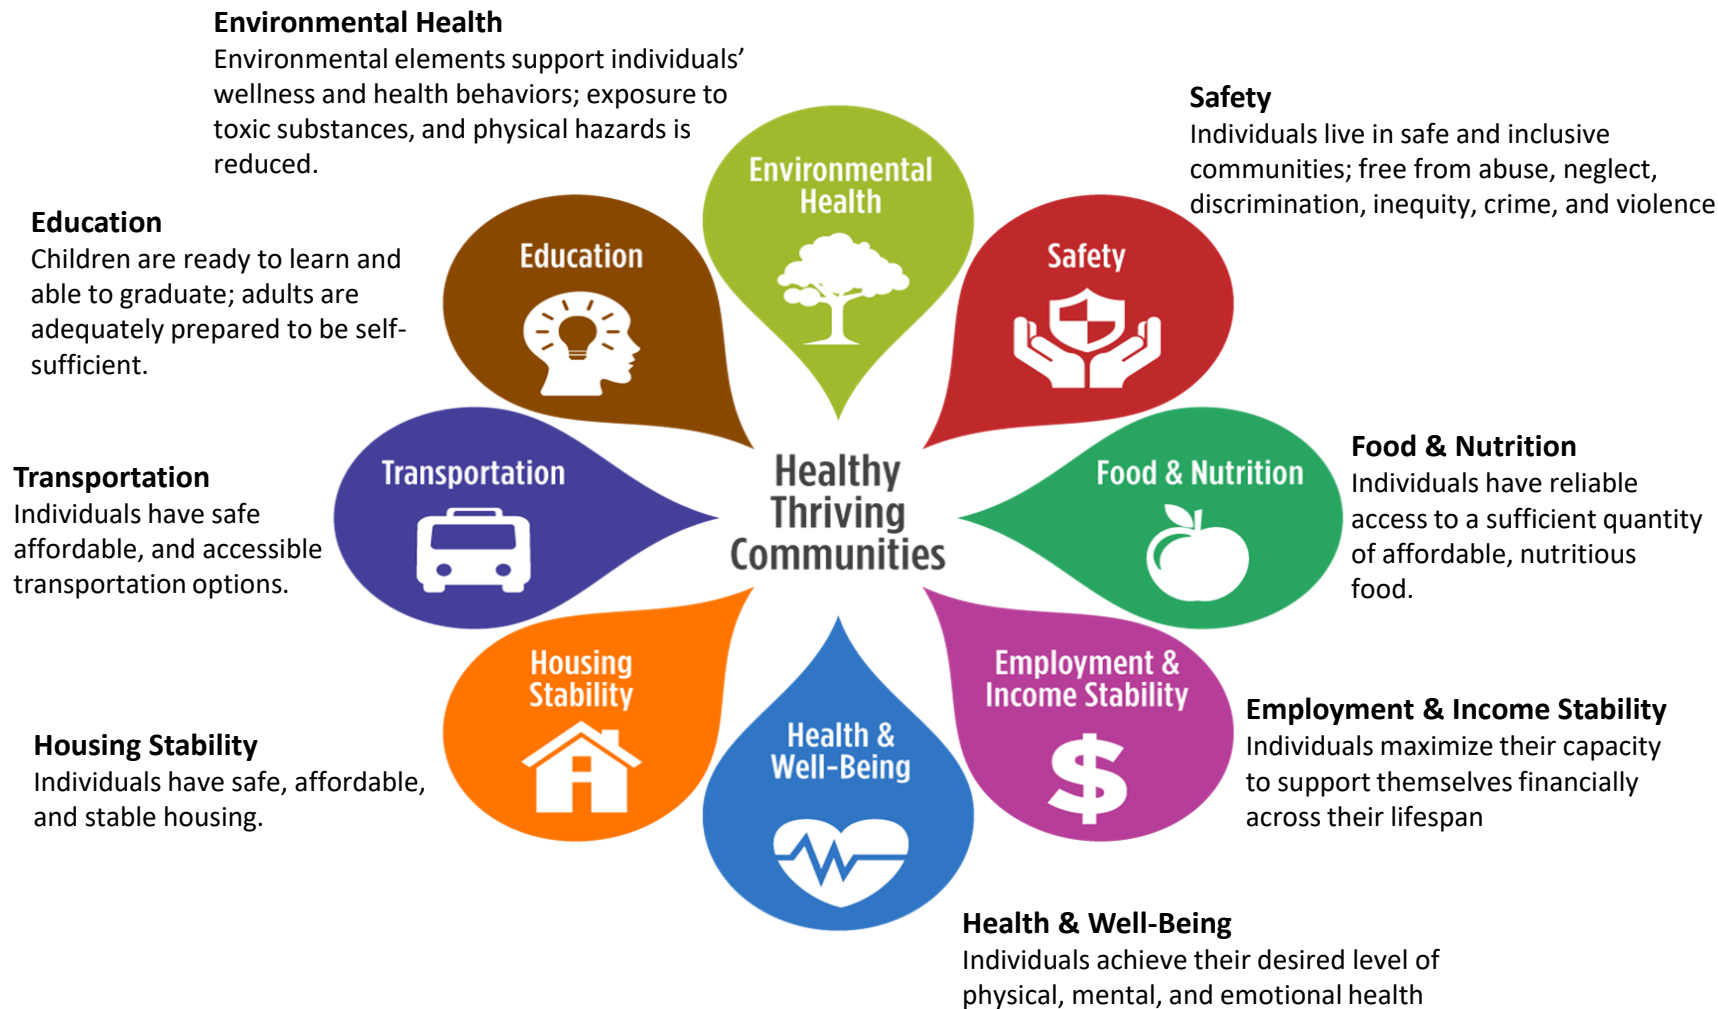 Environmental Health
Environmental elements support individuals’
wellness and health behaviors; exposure to
toxic substances, and physical hazards is
reduced.
Safety
Individuals live in safe and inclusive
communities; free from abuse, neglect,
discrimination, inequity, crime, and violence
Education
Children are ready to learn and
able to graduate; adults are
adequately prepared to be self-
sufficient.
Environmental
Health
Education
Safety
Transportation
Individuals have safe
affordable, and accessible
transportation options.
Transportation
Healthy
Thriving
Communities
Food & Nutrition
Food & Nutrition
Individuals have reliable
access to a sufficient quantity
of affordable, nutritious
food.
Housing
Stability
Employment &
Income Stability
Health &
Well-Being
Housing Stability
Individuals have safe, affordable,
and stable housing.
Employment & Income Stability
Individuals maximize their capacity
to support themselves financially
across their lifespan
Health & Well-Being
Individuals achieve their desired level of
physical, mental, and emotional health